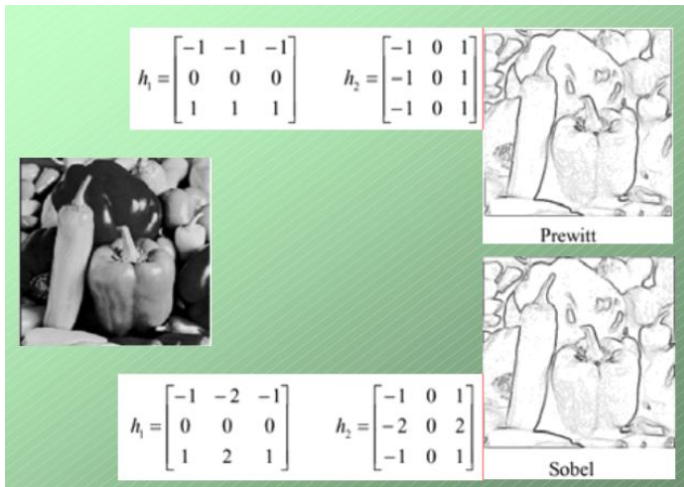 h₁ = [−1 −1 −1
0 0 0
1 1 1]
h₂ = [−1 0 1
−1 0 1
−1 0 1]
Prewitt
h₁ = [−1 −2 −1
0 0 0
1 2 1]
h₂ = [−1 0 1
−2 0 2
−1 0 1]
Sobel